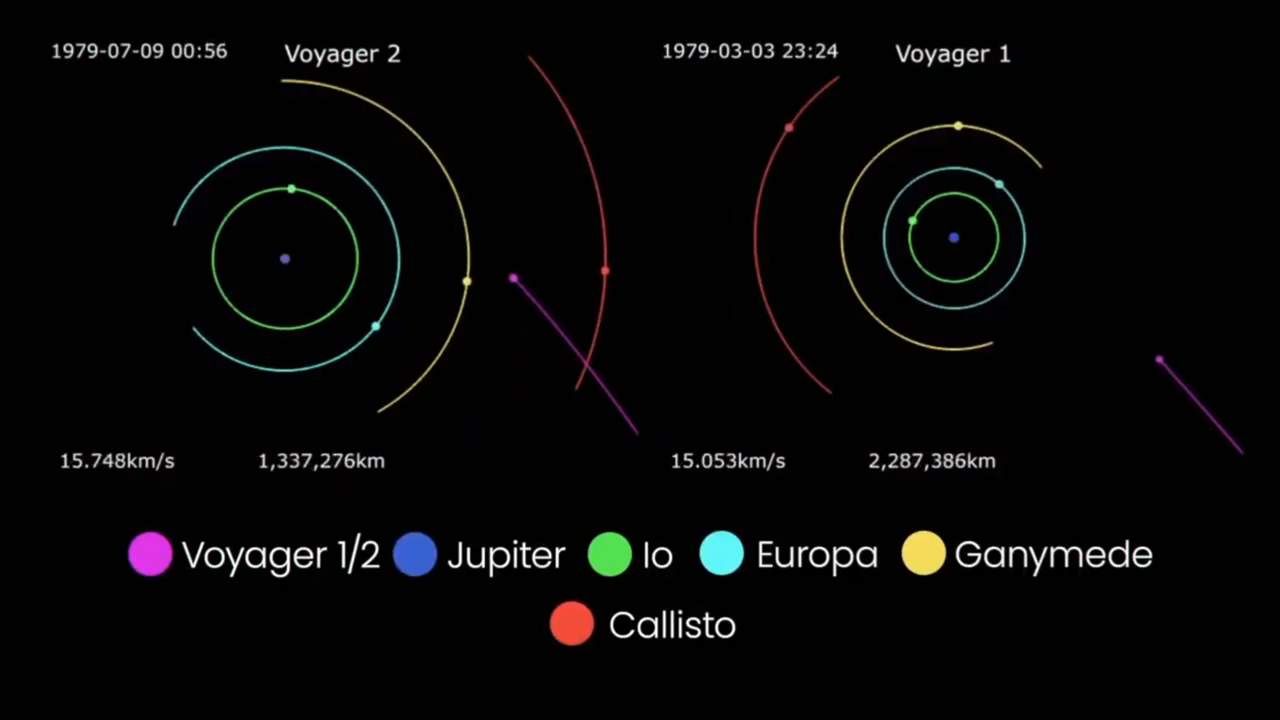 1979-07-09 00:56
Voyager 2
1979-03-03 23:24
Voyager 1
15.748km/s
1,337,276km
15.053km/s
2,287,386km
Voyager 1/2
Jupiter
Io
Europa
Ganymede
Callisto